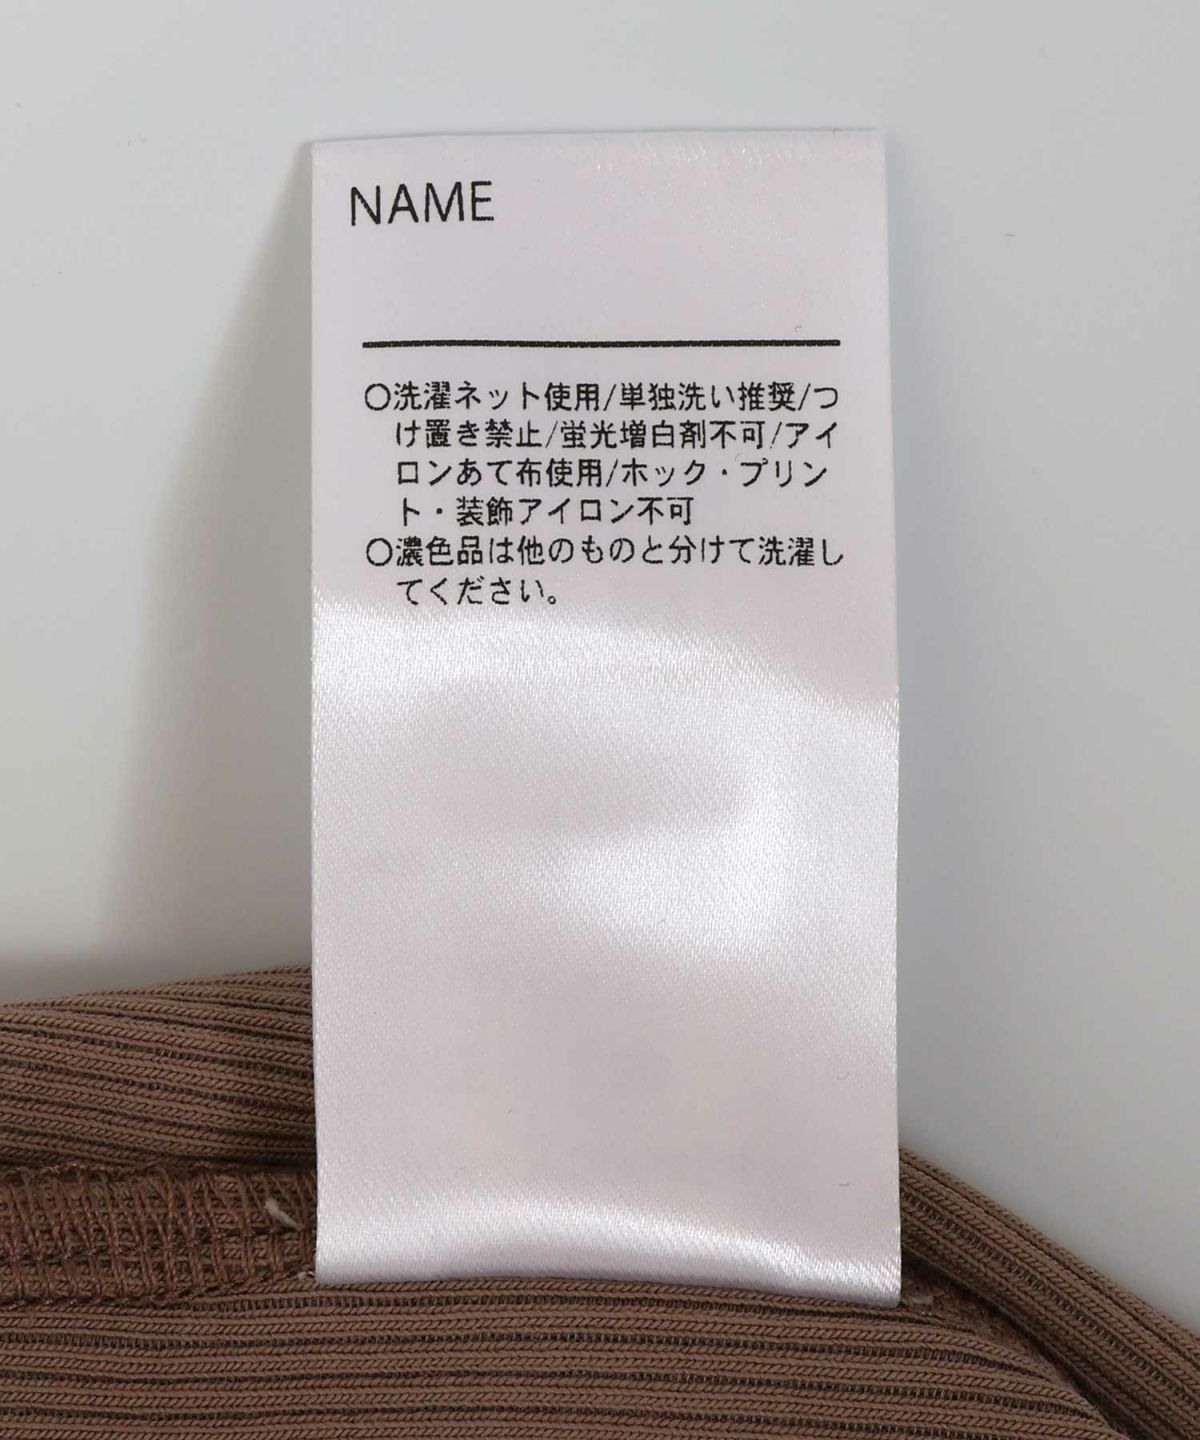 NAME
○洗濯ネット使用/単独洗い推奨/つ
け置き禁止/蛍光増白剤不可/アイ
ロンあて布使用/ホック・プリン
ト・装飾アイロン不可
○濃色品は他のものと分けて洗濯し
てください。